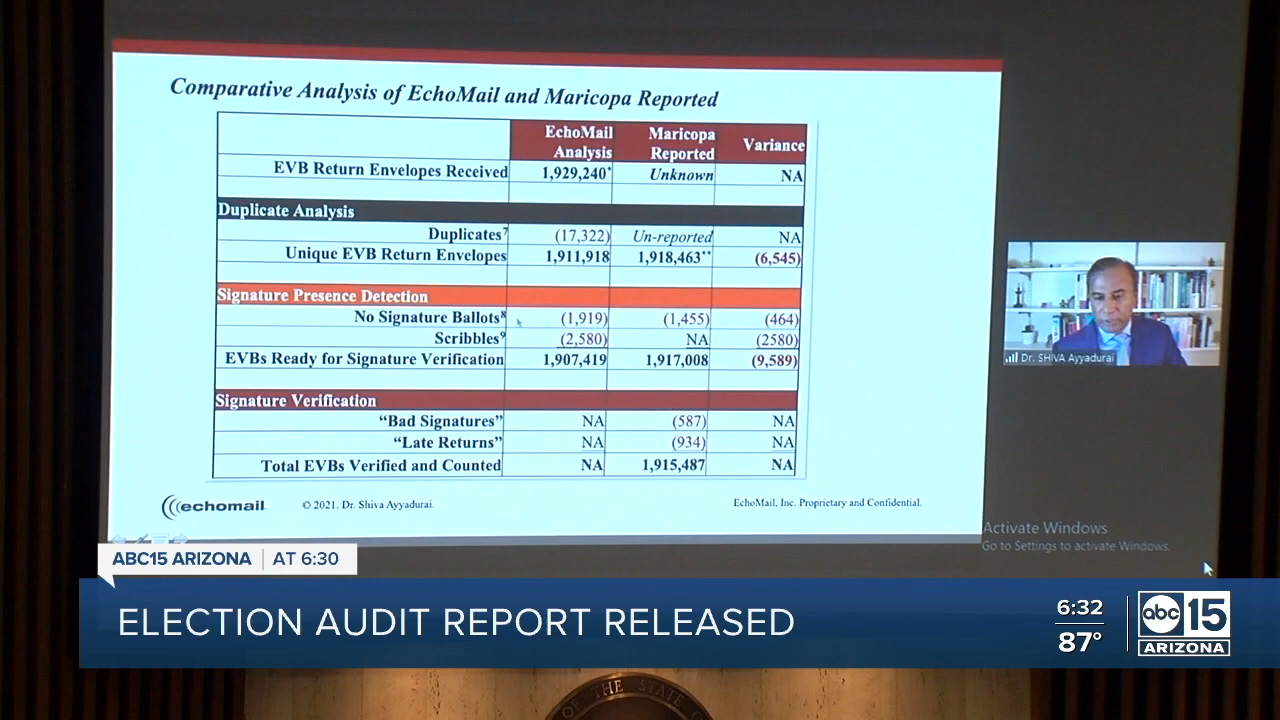 Comparative Analysis of EchoMail and Maricopa Reported
EchoMail Analysis Maricopa Reported Variance
EVB Return Envelopes Received 1,929,240* Unknown NA
Duplicate Analysis
Duplicates7 (17,322) Un-reported NA
Unique EVB Return Envelopes 1,911,918 1,918,463** (6,545)
Signature Presence Detection
No Signature Ballots8 (1,919) (1,455) (464)
Scribbles9 (2,580) NA (2580)
EVBs Ready for Signature Verification 1,907,419 1,917,008 (9,589)
Signature Verification
“Bad Signatures” NA (587) NA
“Late Returns” NA (934) NA
Total EVBs Verified and Counted NA 1,915,487 NA
echomail © 2021. Dr. Shiva Ayyadurai. EchoMail, Inc. Proprietary and Confidential.
Dr. SHIVA Ayyadurai
Activate Windows
Go to Settings to activate Windows.
ABC15 ARIZONA AT 6:30
ELECTION AUDIT REPORT RELEASED
6:32
87°
abc 15
ARIZONA
OF THE STATE